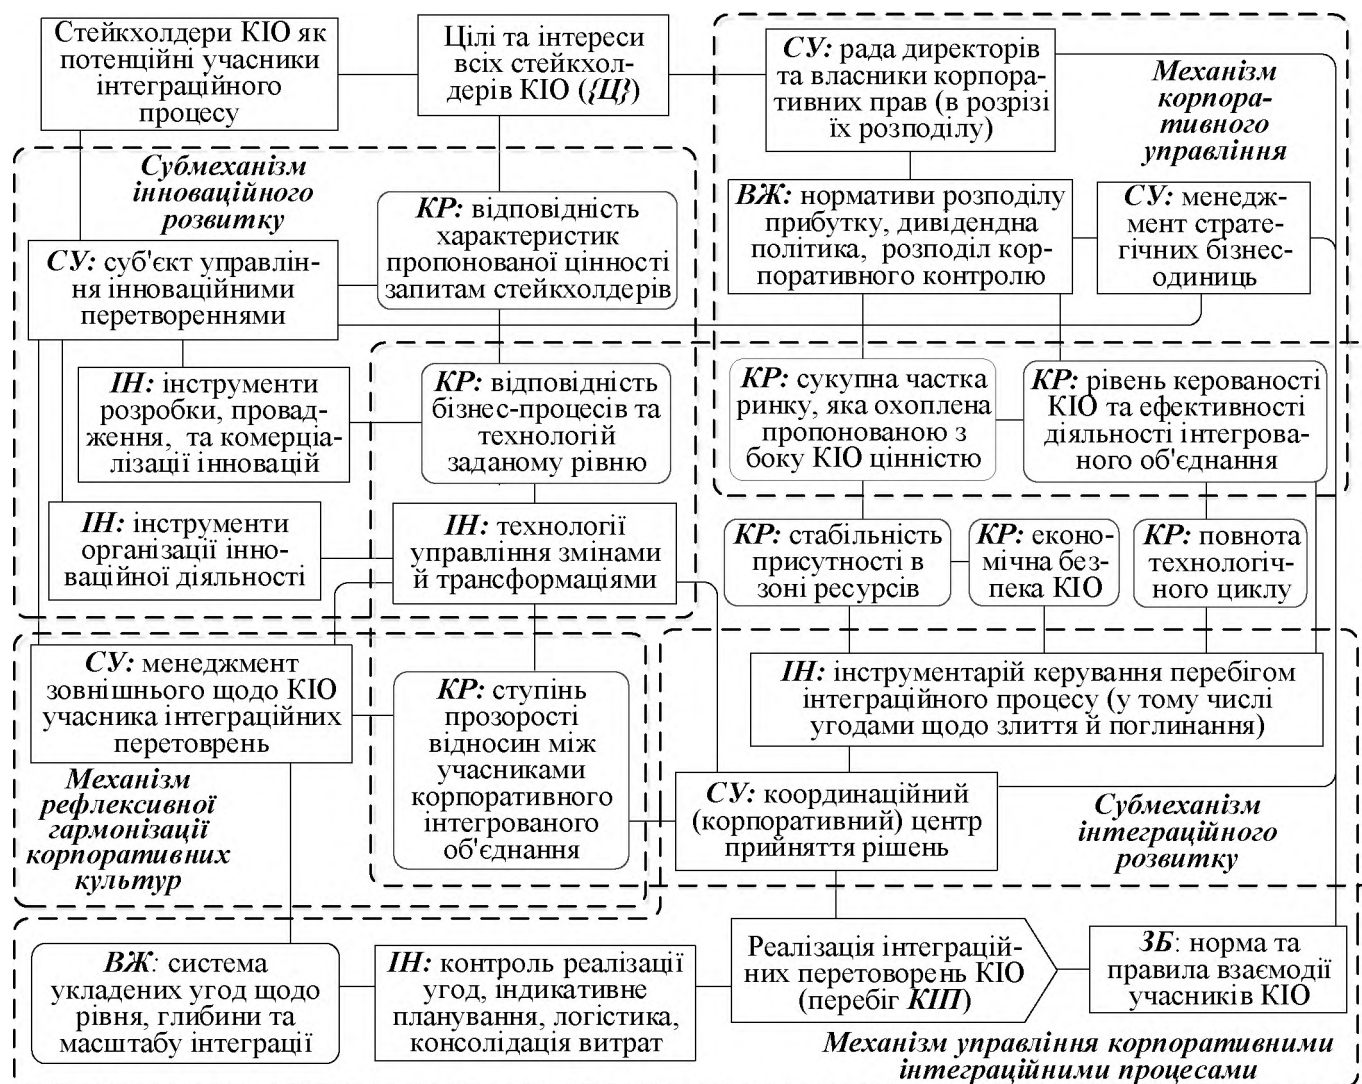 Стейкхолдери КІО як
потенційні учасники
інтеграційного
процесу
Цілі та інтереси
всіх стейкхол-
дерів КІО ({Ц})
СУ: рада директорів
та власники корпора-
тивних прав (в розрізі
їх розподілу)
Механізм
корпора-
тивного
управління
Субмеханізм
інноваційного
розвитку
КР: відповідність
характеристик
пропонованої цінності
запитам стейкхолдерів
ВЖ: нормативи розподілу
прибутку, дивідендна
політика, розподіл кор-
поративного контролю
СУ: менедж-
мент страте-
гічних бізнес-
одиниць
СУ: суб'єкт управлін-
ня інноваційними
перетвореннями
ІН: інструменти
розробки, провад-
ження, та комерціа-
лізації інновацій
КР: відповідність
бізнес-процесів та
технологій
заданому рівню
КР: сукупна частка
ринку, яка охоплена
пропонованою з
боку КІО цінністю
КР: рівень керованості
КІО та ефективності
діяльності інтегрова-
ного об'єднання
ІН: інструменти
організації інно-
ваційної діяльності
ІН: технології
управління змінами
й трансформаціями
КР: стабільність
присутності в
зоні ресурсів
КР: еконо-
мічна без-
пека КІО
КР: повнота
технологіч-
ного циклу
СУ: менеджмент
зовнішнього щодо КІО
учасника інтеграційних
перетоврень
КР: ступінь
прозорості
відносин між
учасниками
корпоративного
інтегрованого
об'єднання
ІН: інструментарій керування перебігом
інтеграційного процесу (у тому числі
угодами щодо злиття й поглинання)
Механізм
рефлексивної
гармонізації
корпоративних
культур
СУ: координаційний
(корпоративний) центр
прийняття рішень
Субмеханізм
інтеграційного
розвитку
ВЖ: система
укладених угод щодо
рівня, глибини та
масштабу інтеграції
ІН: контроль реалізації
угод, індикативне
планування, логістика,
консолідація витрат
Реалізація інтеграцій-
них перетоворень КІО
(перебіг КІП)
ЗБ: норма та
правила взаємодії
учасників КІО
Механізм управління корпоративними
інтеграційними процесами